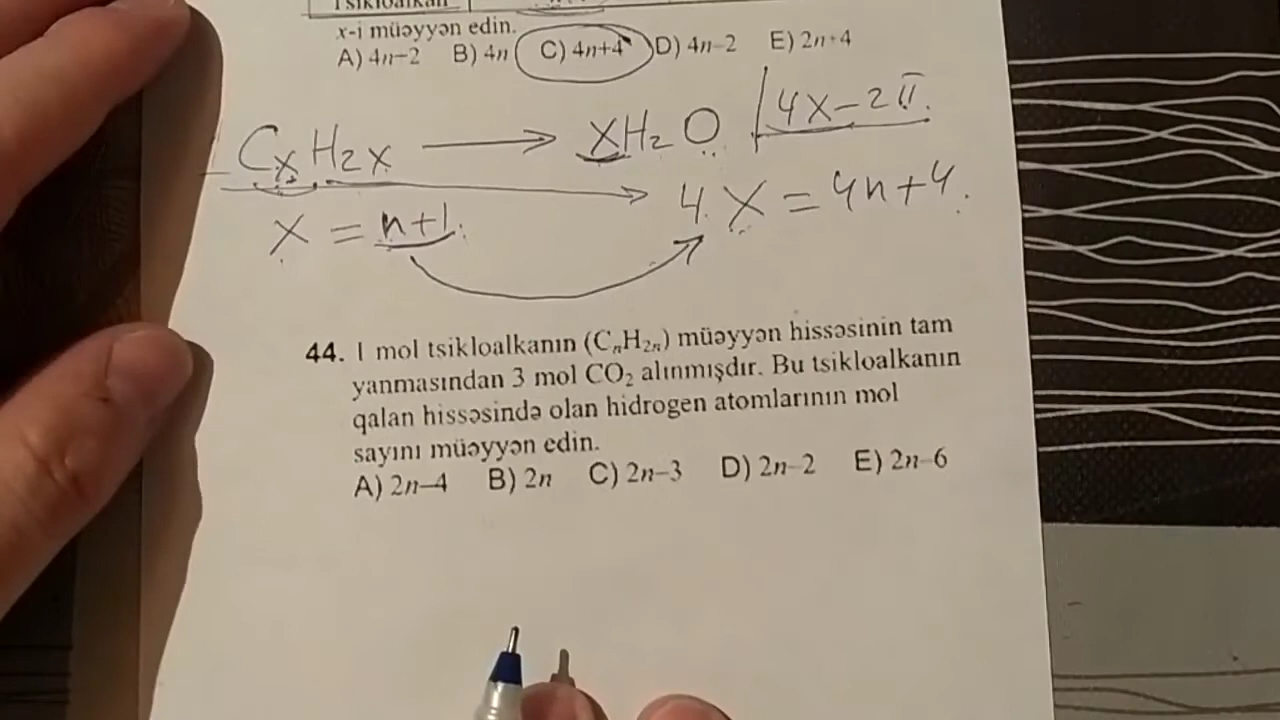 Tsikloalkan
x-i müəyyən edin.
A) 4n−2 B) 4n C) 4n+4 D) 4n−2 E) 2n+4
CxH2x → xH2O | 4x−2π.
x = n+1. 4x = 4n+4.
44. 1 mol tsikloalkanın (CnH2n) müəyyən hissəsinin tam
yanmasından 3 mol CO2 alınmışdır. Bu tsikloalkanın
qalan hissəsində olan hidrogen atomlarının mol
sayını müəyyən edin.
A) 2n−4 B) 2n C) 2n−3 D) 2n−2 E) 2n−6